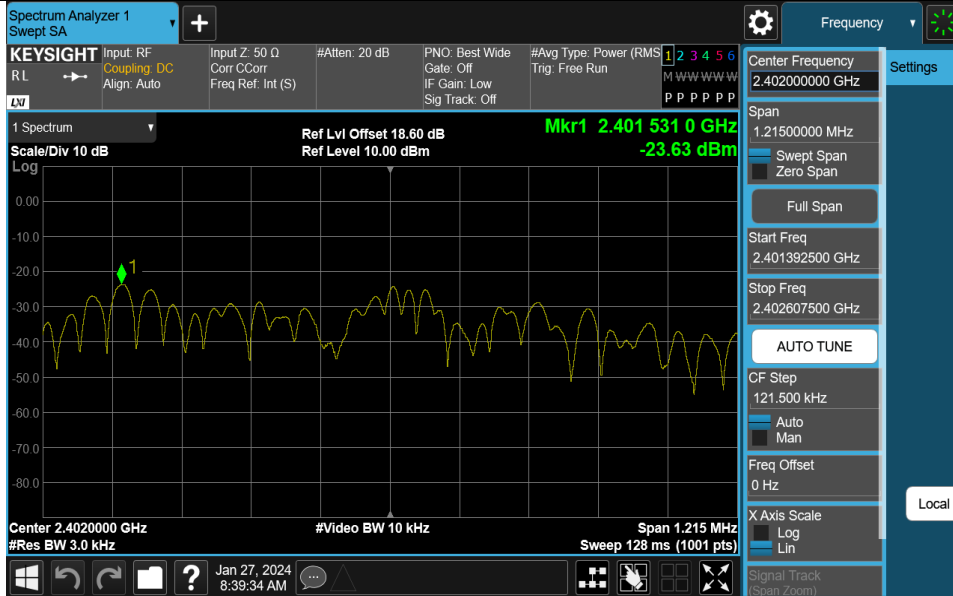 Spectrum Analyzer 1
Swept SA
+
Frequency
KEYSIGHT
R L
LXI
Input: RF
Coupling: DC
Align: Auto
Input Z: 50 Ω
Corr CCorr
Freq Ref: Int (S)
#Atten: 20 dB
PNO: Best Wide
Gate: Off
IF Gain: Low
Sig Track: Off
#Avg Type: Power (RMS
Trig: Free Run
1 2 3 4 5 6
M W W W W W
P P P P P P
1 Spectrum
Scale/Div 10 dB
Log
Ref Lvl Offset 18.60 dB
Ref Level 10.00 dBm
Mkr1 2.401 531 0 GHz
-23.63 dBm
0.00
-10.0
-20.0
-30.0
-40.0
-50.0
-60.0
-70.0
-80.0
1
Center 2.4020000 GHz
#Res BW 3.0 kHz
#Video BW 10 kHz
Span 1.215 MHz
Sweep 128 ms (1001 pts)
Jan 27, 2024
8:39:34 AM
?
Center Frequency
2.402000000 GHz
Span
1.21500000 MHz
Swept Span
Zero Span
Full Span
Start Freq
2.401392500 GHz
Stop Freq
2.402607500 GHz
AUTO TUNE
CF Step
121.500 kHz
Auto
Man
Freq Offset
0 Hz
X Axis Scale
Log
Lin
Signal Track
(Span Zoom)
Settings
Local